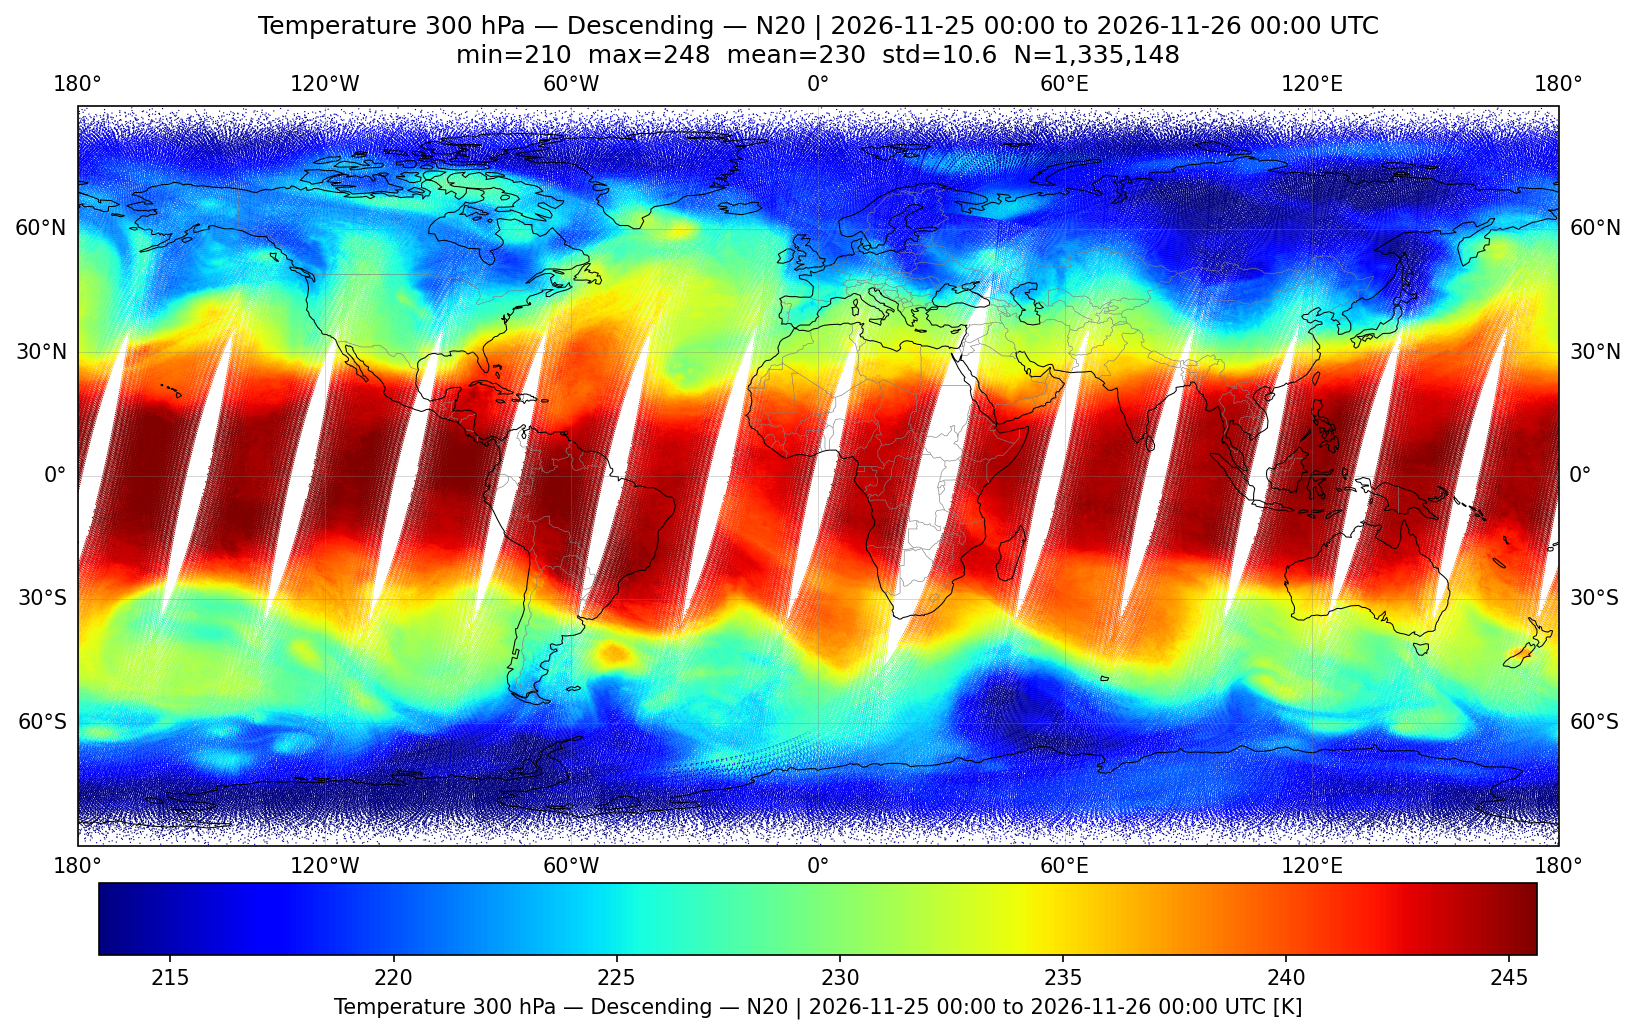 Temperature 300 hPa — Descending — N20 | 2026-11-25 00:00 to 2026-11-26 00:00 UTC
min=210 max=248 mean=230 std=10.6 N=1,335,148
180° 120°W 60°W 0° 60°E 120°E 180°
60°N 60°N
30°N 30°N
0° 0°
30°S 30°S
60°S 60°S
180° 120°W 60°W 0° 60°E 120°E 180°
215 220 225 230 235 240 245
Temperature 300 hPa — Descending — N20 | 2026-11-25 00:00 to 2026-11-26 00:00 UTC [K]